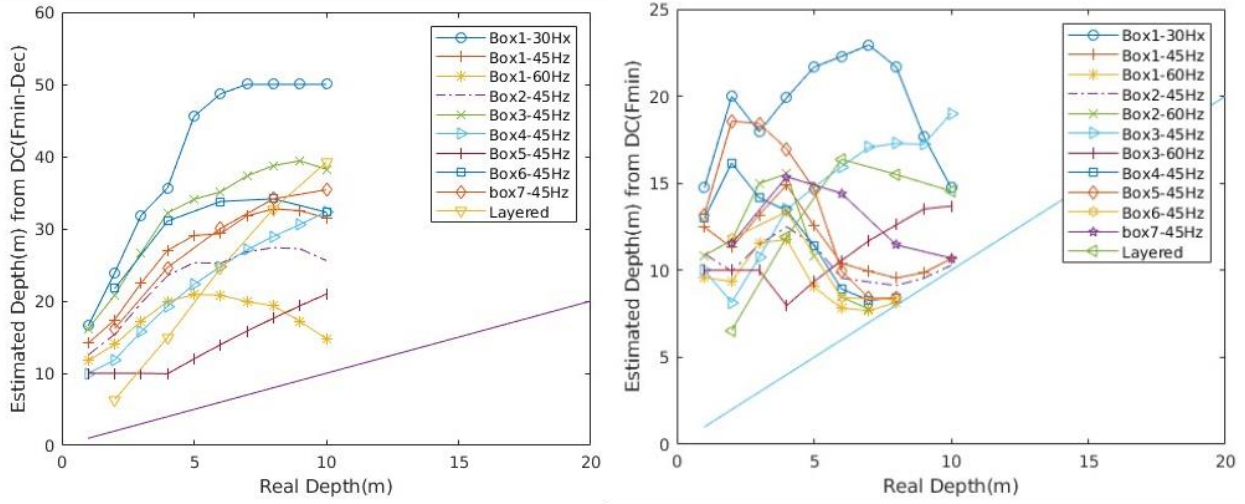 60
50
40
30
20
10
0
0 5 10 15 20
Estimated Depth(m) from DC(Fmin-Dec)
Real Depth(m)
Box1-30Hx
Box1-45Hz
Box1-60Hz
Box2-45Hz
Box3-45Hz
Box4-45Hz
Box5-45Hz
Box6-45Hz
box7-45Hz
Layered
25
20
15
10
5
0
0 5 10 15 20
Estimated Depth(m) from DC(Fmin)
Real Depth(m)
Box1-30Hx
Box1-45Hz
Box1-60Hz
Box2-45Hz
Box2-60Hz
Box3-45Hz
Box3-60Hz
Box4-45Hz
Box5-45Hz
Box6-45Hz
box7-45Hz
Layered